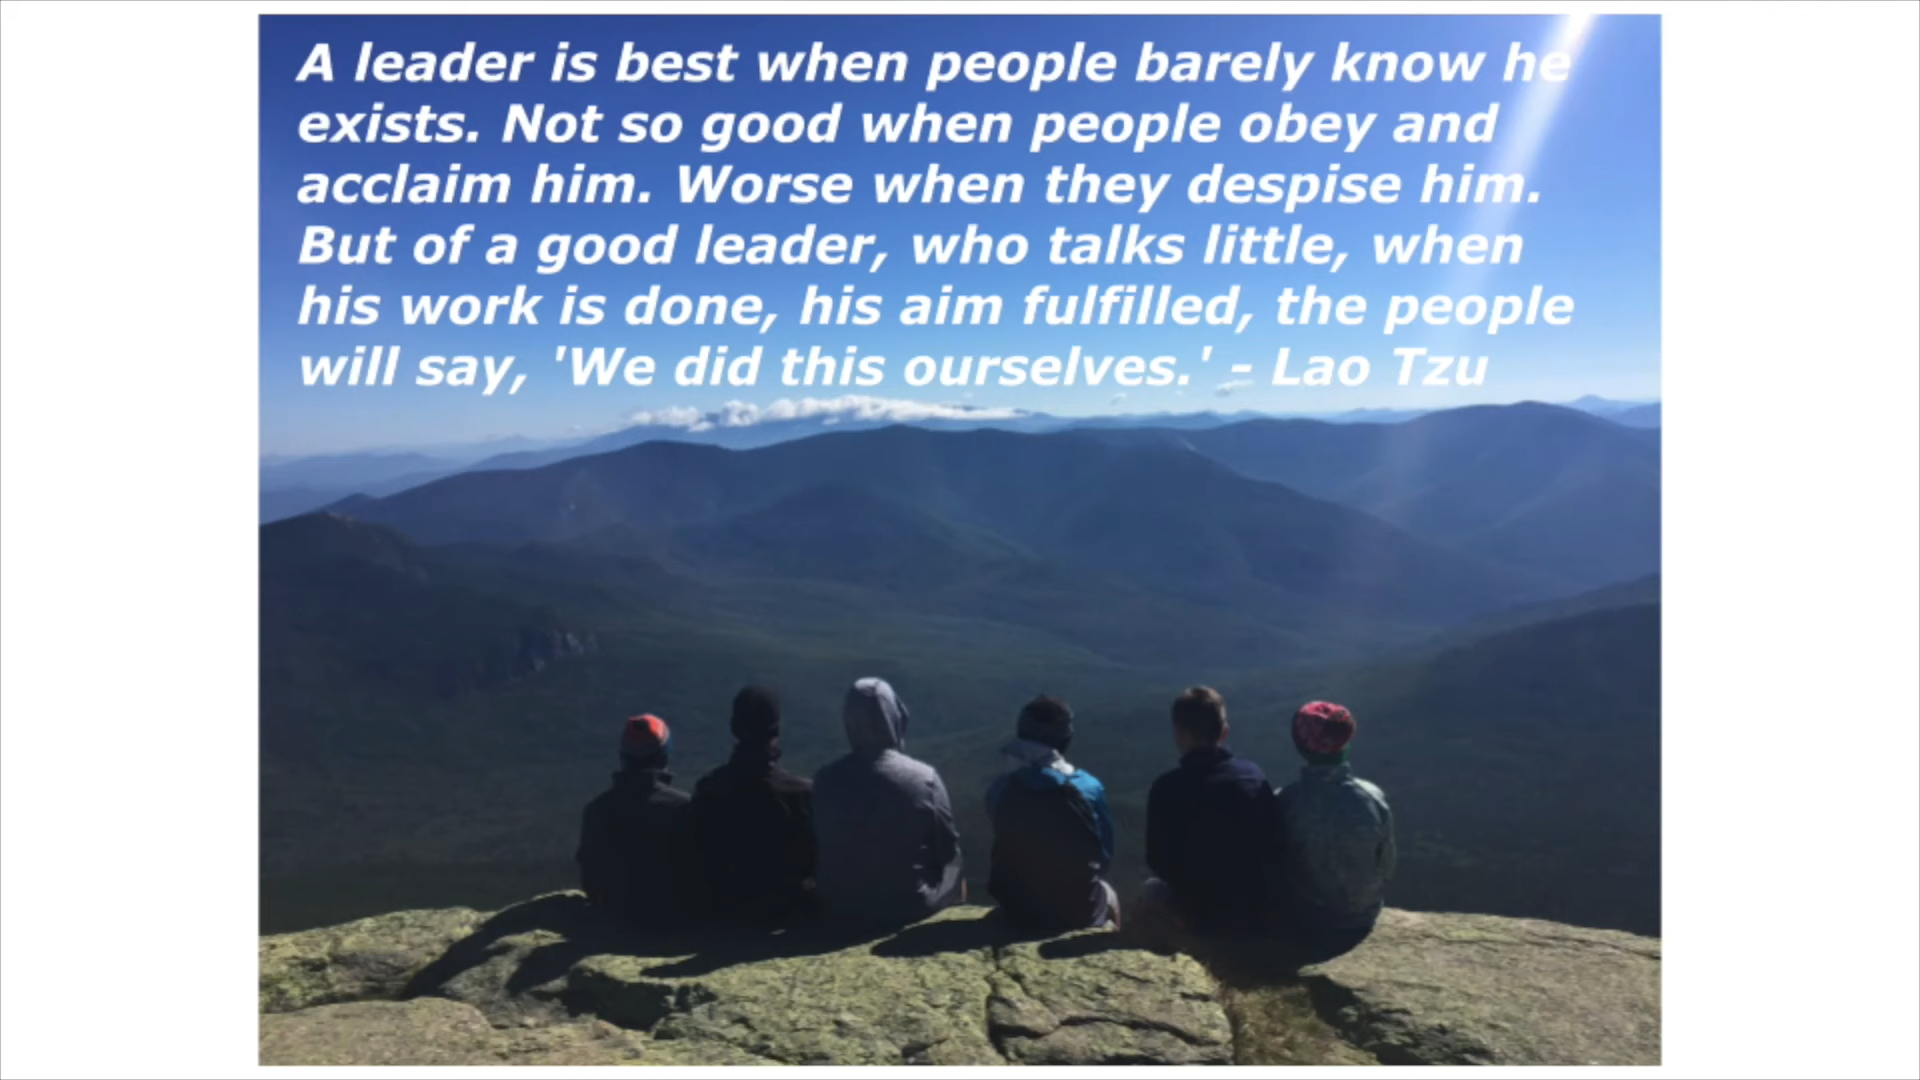 A leader is best when people barely know he
exists. Not so good when people obey and
acclaim him. Worse when they despise him.
But of a good leader, who talks little, when
his work is done, his aim fulfilled, the people
will say, 'We did this ourselves.' - Lao Tzu